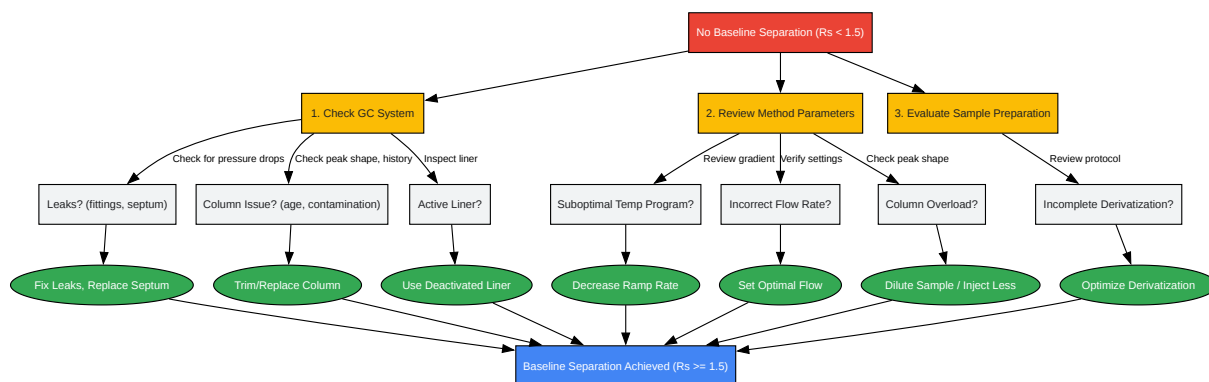 No Baseline Separation (Rs < 1.5)
1. Check GC System
2. Review Method Parameters
3. Evaluate Sample Preparation
Check for pressure drops
Check peak shape, history
Inspect liner
Review gradient
Verify settings
Check peak shape
Review protocol
Leaks? (fittings, septum)
Column Issue? (age, contamination)
Active Liner?
Suboptimal Temp Program?
Incorrect Flow Rate?
Column Overload?
Incomplete Derivatization?
Fix Leaks, Replace Septum
Trim/Replace Column
Use Deactivated Liner
Decrease Ramp Rate
Set Optimal Flow
Dilute Sample / Inject Less
Optimize Derivatization
Baseline Separation Achieved (Rs >= 1.5)